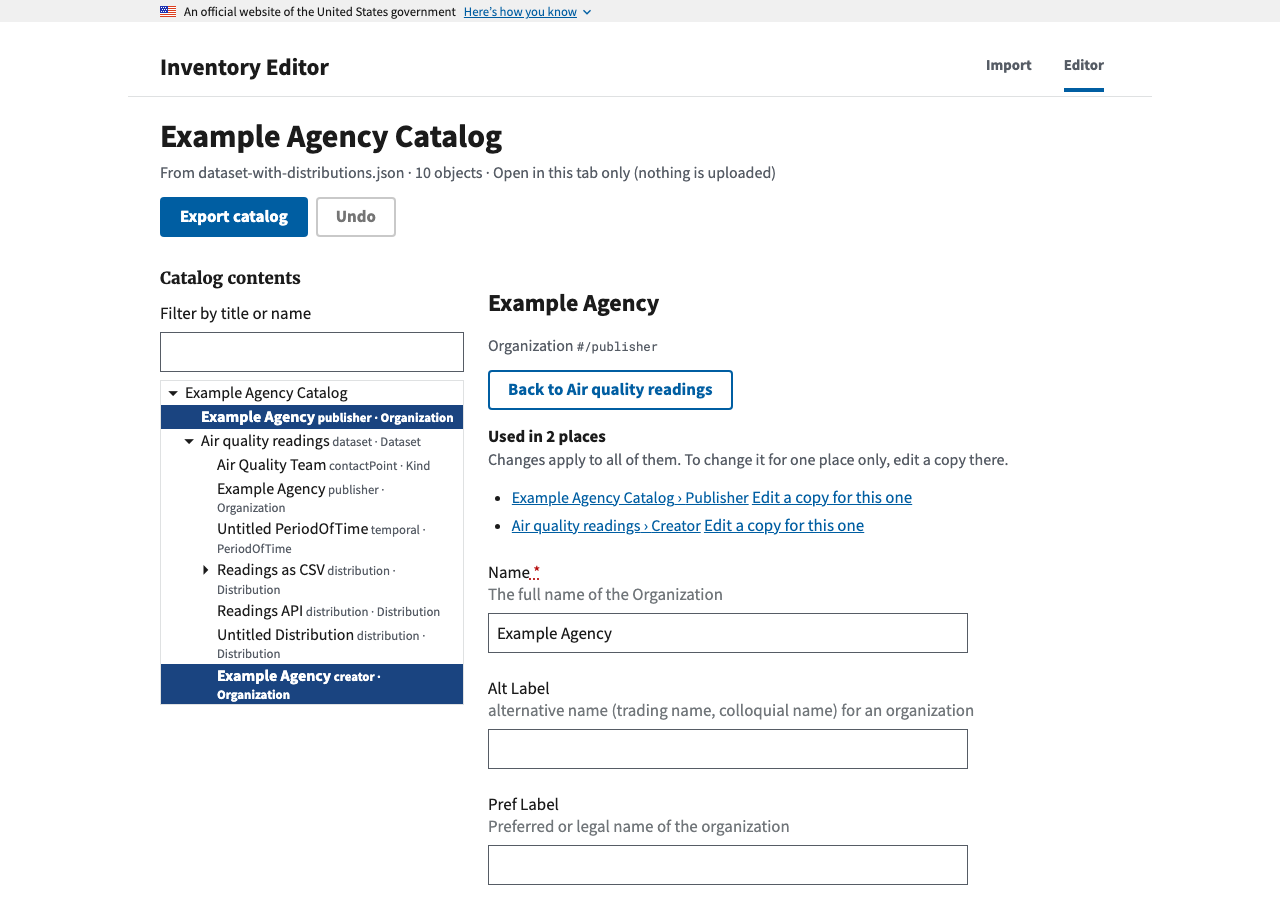 An official website of the United States government Here's how you know
Inventory Editor
Import Editor
Example Agency Catalog
From dataset-with-distributions.json · 10 objects · Open in this tab only (nothing is uploaded)
Export catalog Undo
Catalog contents
Filter by title or name
Example Agency Catalog
Example Agency publisher · Organization
Air quality readings dataset · Dataset
Air Quality Team contactPoint · Kind
Example Agency publisher ·
Organization
Untitled PeriodOfTime temporal ·
PeriodOfTime
Readings as CSV distribution ·
Distribution
Readings API distribution · Distribution
Untitled Distribution distribution ·
Distribution
Example Agency creator ·
Organization
Example Agency
Organization #/publisher
Back to Air quality readings
Used in 2 places
Changes apply to all of them. To change it for one place only, edit a copy there.
• Example Agency Catalog › Publisher Edit a copy for this one
• Air quality readings › Creator Edit a copy for this one
Name *
The full name of the Organization
Example Agency
Alt Label
alternative name (trading name, colloquial name) for an organization
Pref Label
Preferred or legal name of the organization